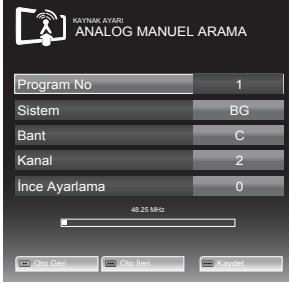 KAYNAK AYARI
ANALOG MANUEL ARAMA
Program No 1
Sistem BG
Bant C
Kanal 2
İnce Ayarlama 0
48.25 MHz
Oto Geri Oto İleri Kaydet